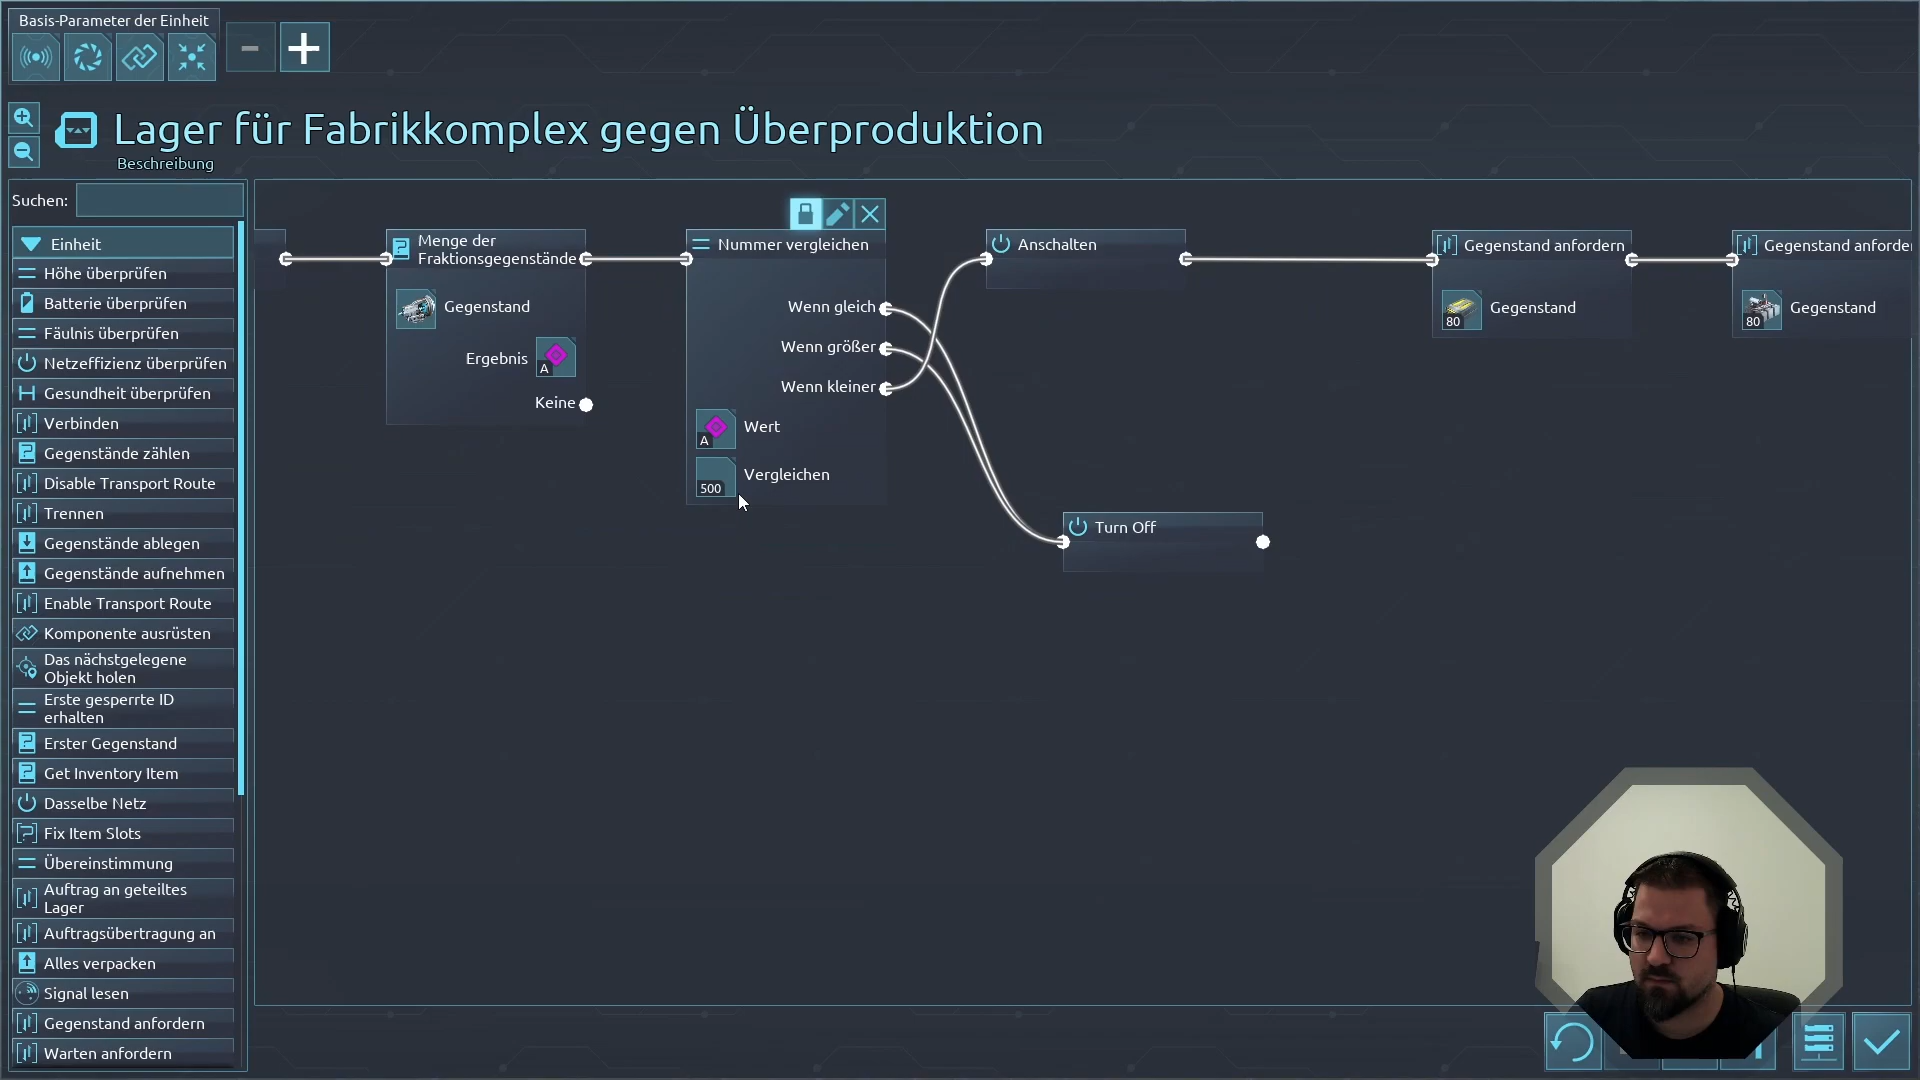 Basis-Parameter der Einheit
Lager für Fabrikkomplex gegen Überproduktion
Beschreibung
Suchen:
Einheit
Höhe überprüfen
Batterie überprüfen
Fäulnis überprüfen
Netzeffizienz überprüfen
Gesundheit überprüfen
Verbinden
Gegenstände zählen
Disable Transport Route
Trennen
Gegenstände ablegen
Gegenstände aufnehmen
Enable Transport Route
Komponente ausrüsten
Das nächstgelegene
Objekt holen
Erste gesperrte ID
erhalten
Erster Gegenstand
Get Inventory Item
Dasselbe Netz
Fix Item Slots
Übereinstimmung
Auftrag an geteiltes
Lager
Auftragsübertragung an
Alles verpacken
Signal lesen
Gegenstand anfordern
Warten anfordern
Menge der
Fraktionsgegenstände
Gegenstand
Ergebnis
A
Keine
Nummer vergleichen
Wenn gleich
Wenn größer
Wenn kleiner
A
Wert
500
Vergleichen
Anschalten
Turn Off
Gegenstand anfordern
80
Gegenstand
Gegenstand anforde
80
Gegenstand